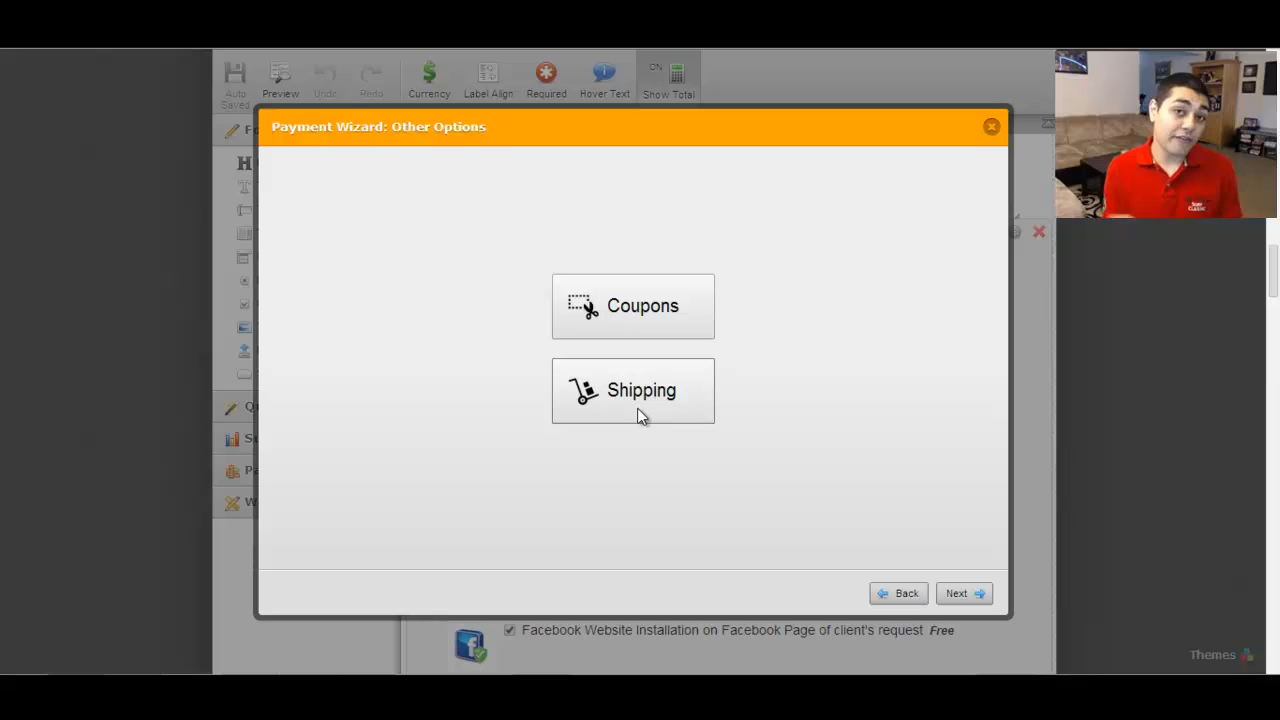 ON
Auto
Saved
Preview
Undo
Redo
Currency
Label Align
Required
Hover Text
Show Total
Payment Wizard: Other Options
H
Coupons
Shipping
Back
Next
Facebook Website Installation on Facebook Page of client's request Free
Themes